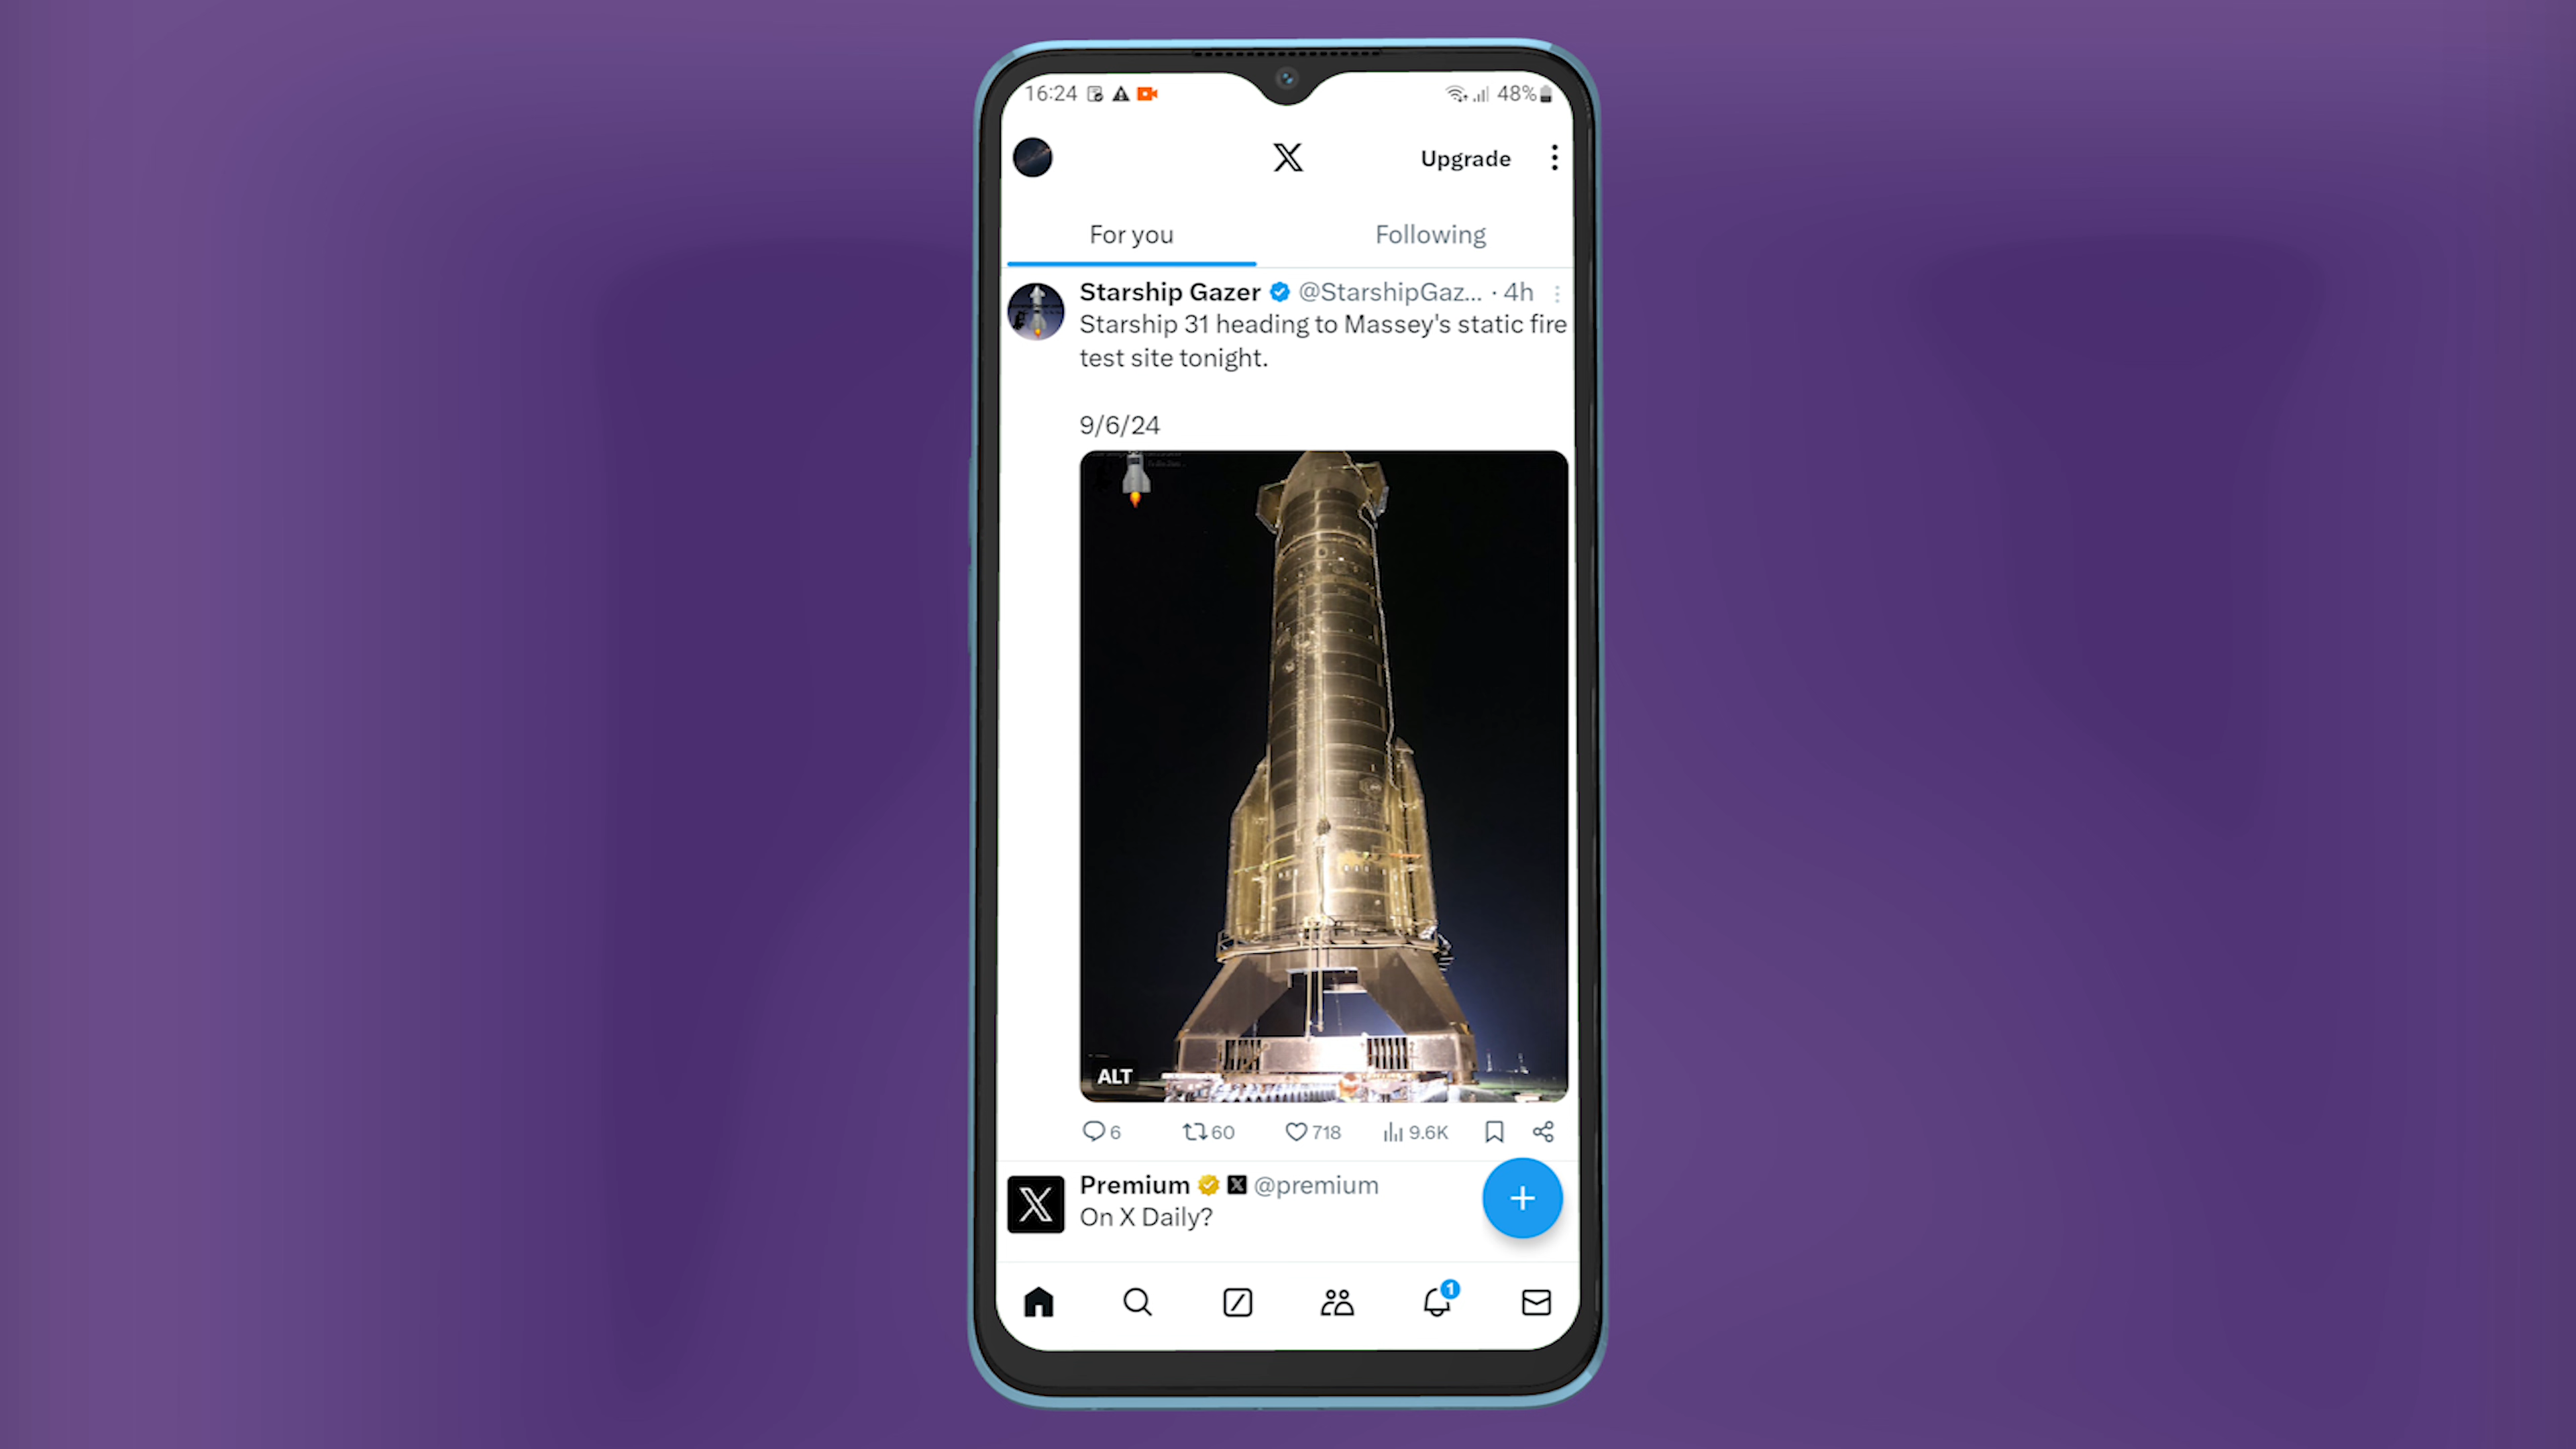 16:24 48%
X Upgrade
For you Following
Starship Gazer @StarshipGaz... · 4h
Starship 31 heading to Massey's static fire
test site tonight.
9/6/24
ALT
6 60 718 9.6K
X Premium X @premium
On X Daily?
1